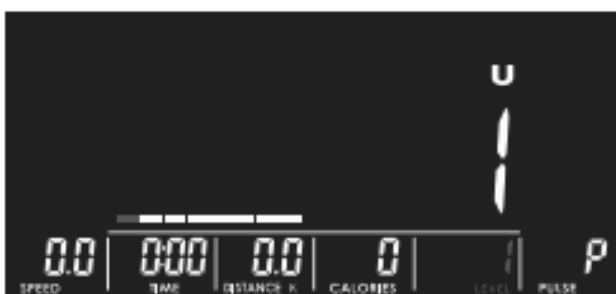 U
1
0.0 0:00 0.0 0 1 P
SPEED TIME DISTANCE K CALORIES LEVEL PULSE